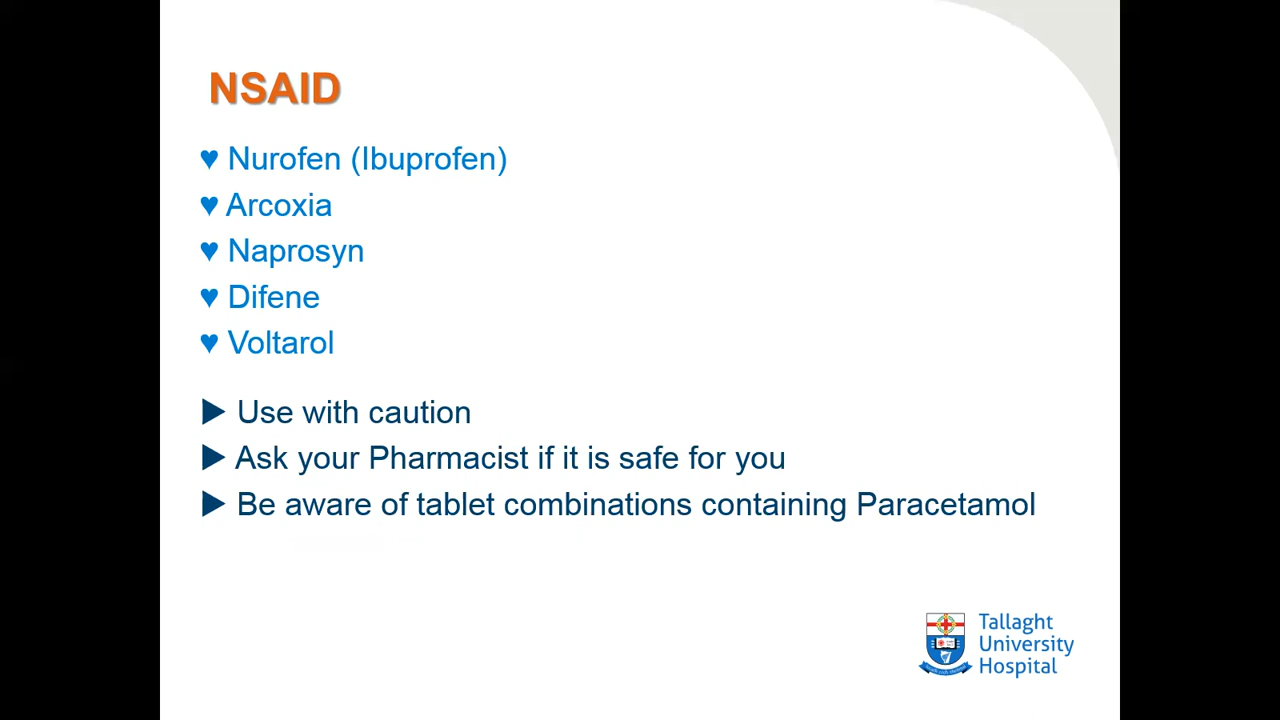 NSAID
♥ Nurofen (Ibuprofen)
♥ Arcoxia
♥ Naprosyn
♥ Difene
♥ Voltarol
▶ Use with caution
▶ Ask your Pharmacist if it is safe for you
▶ Be aware of tablet combinations containing Paracetamol
Tallaght
University
Hospital